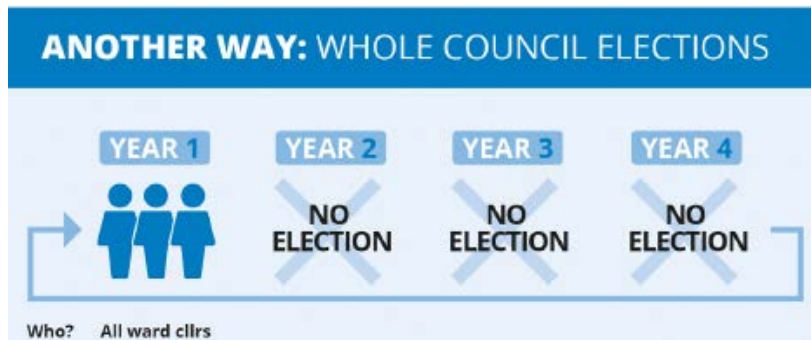 ANOTHER WAY: WHOLE COUNCIL ELECTIONS
YEAR 1 YEAR 2 YEAR 3 YEAR 4
NO ELECTION
NO ELECTION
NO ELECTION
Who? All ward cllrs